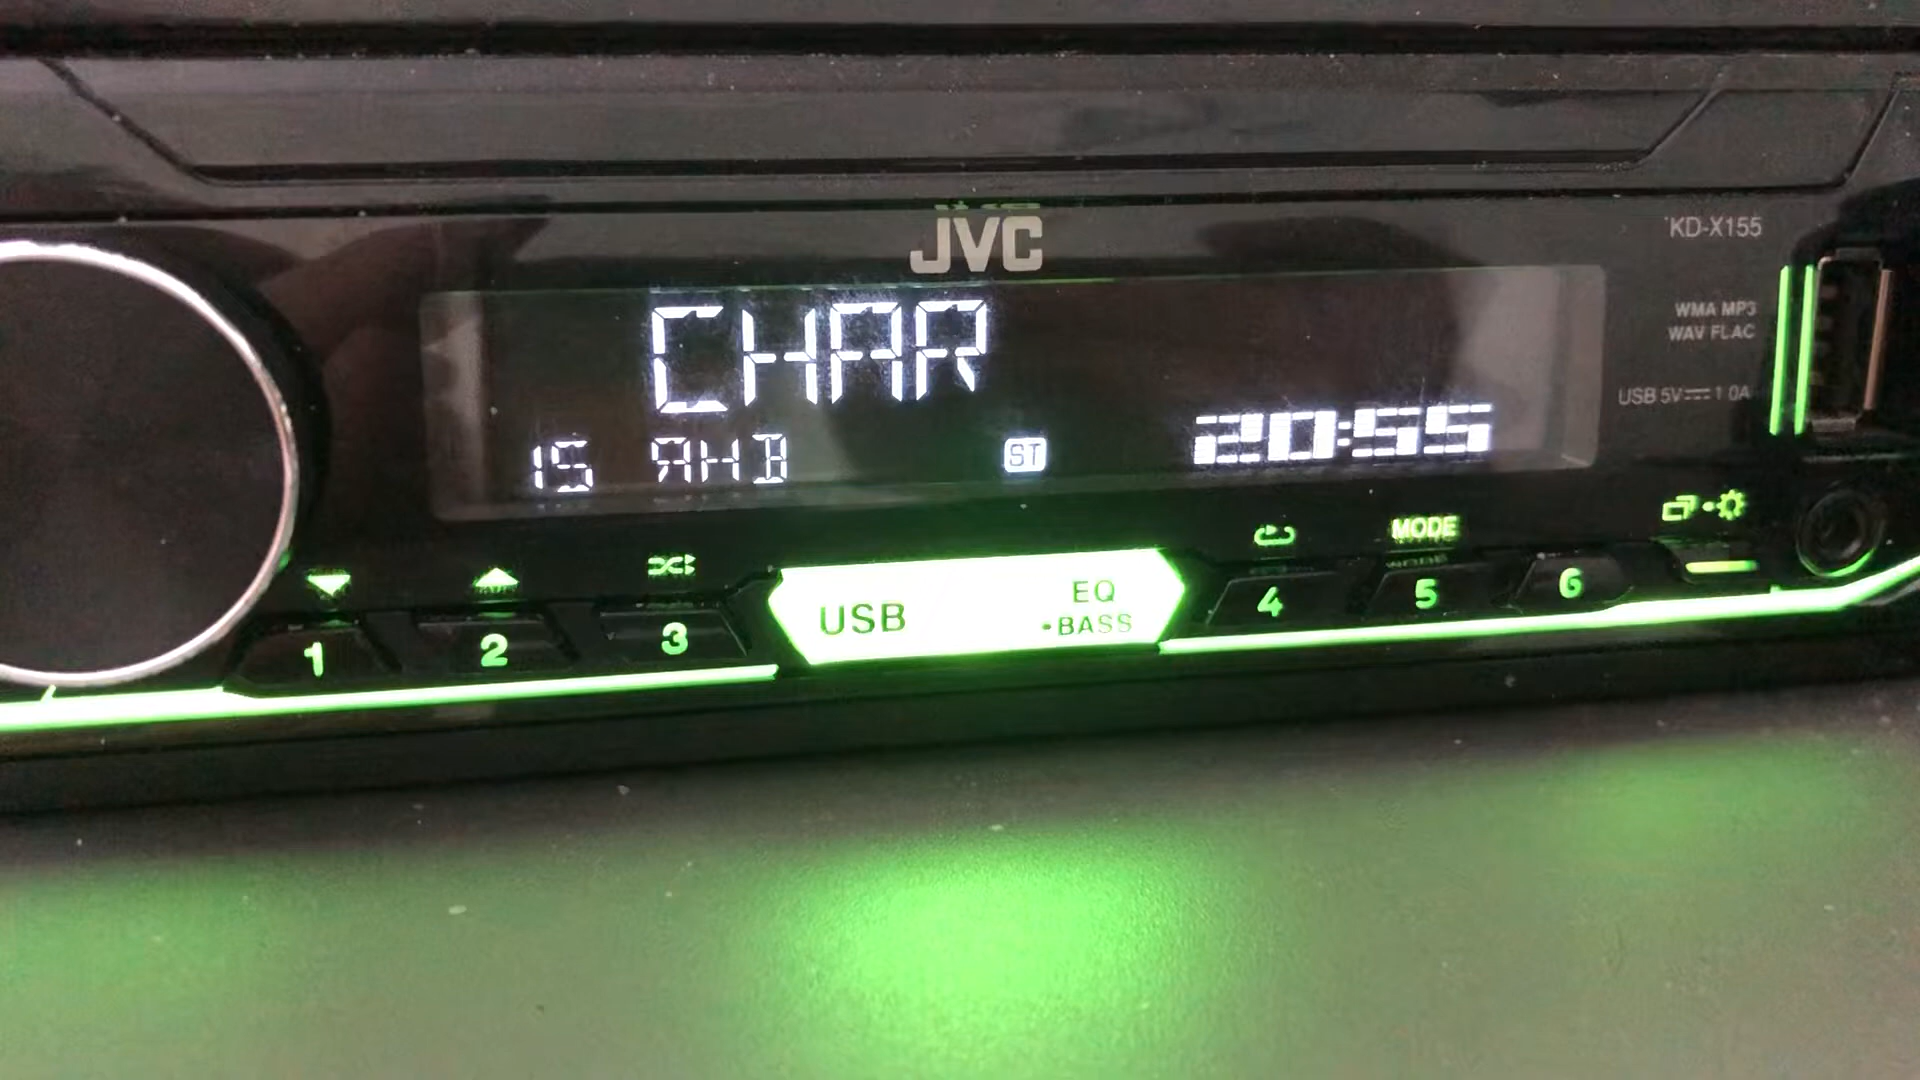 JVC
KD-X155
CHAR
WMA MP3
WAV FLAC
USB 5V⎓1.0A
15 ЯНВ
ST
20:55
MODE
1
2
3
USB
EQ
•BASS
4
5
6